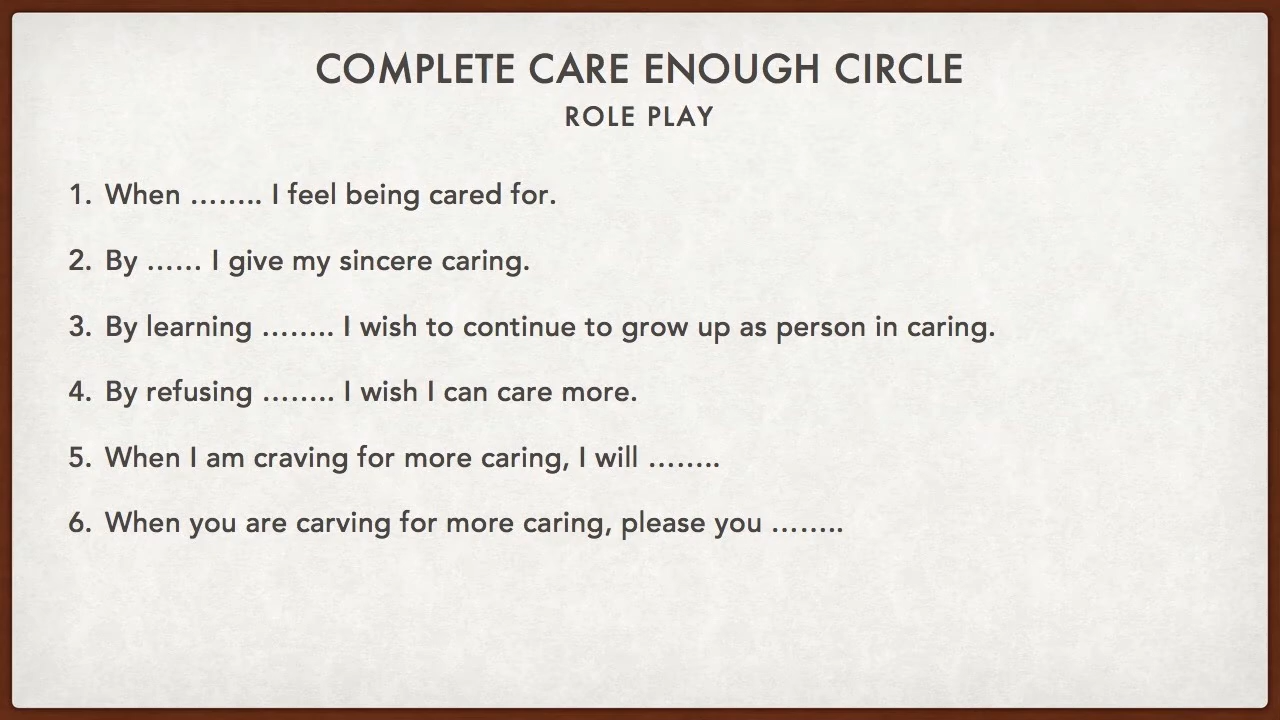 COMPLETE CARE ENOUGH CIRCLE
ROLE PLAY
1. When …….. I feel being cared for.
2. By …… I give my sincere caring.
3. By learning …….. I wish to continue to grow up as person in caring.
4. By refusing …….. I wish I can care more.
5. When I am craving for more caring, I will ……..
6. When you are carving for more caring, please you ……..